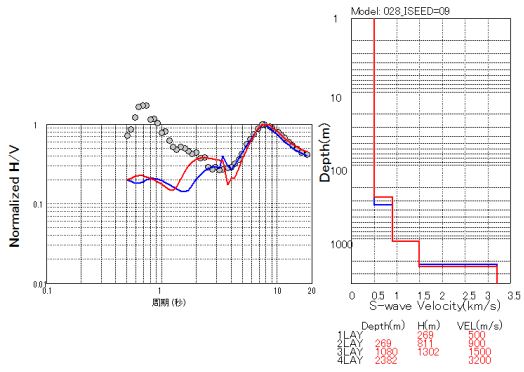 Model: 028_ISEED=09
Normalized H/V
1
0.1
0.01
0.1
1
10
20
周期(秒)
Depth(m)
1
10
100
1000
0
0.5
1
1.5
2
2.5
3
3.5
S-wave Velocity(km/s)
Depth(m) H(m) VEL(m/s)
1LAY 269 500
2LAY 269 811 900
3LAY 1080 1302 1500
4LAY 2382 3200